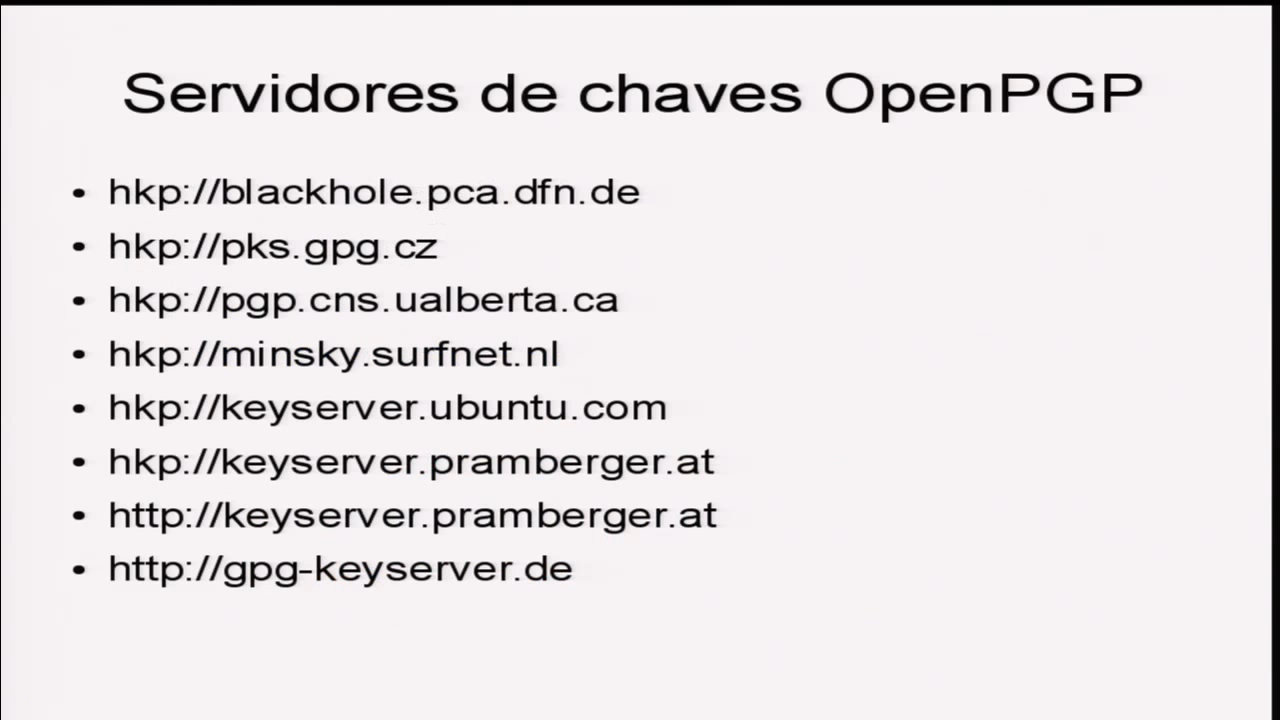 Servidores de chaves OpenPGP
• hkp://blackhole.pca.dfn.de
• hkp://pks.gpg.cz
• hkp://pgp.cns.ualberta.ca
• hkp://minsky.surfnet.nl
• hkp://keyserver.ubuntu.com
• hkp://keyserver.pramberger.at
• http://keyserver.pramberger.at
• http://gpg-keyserver.de